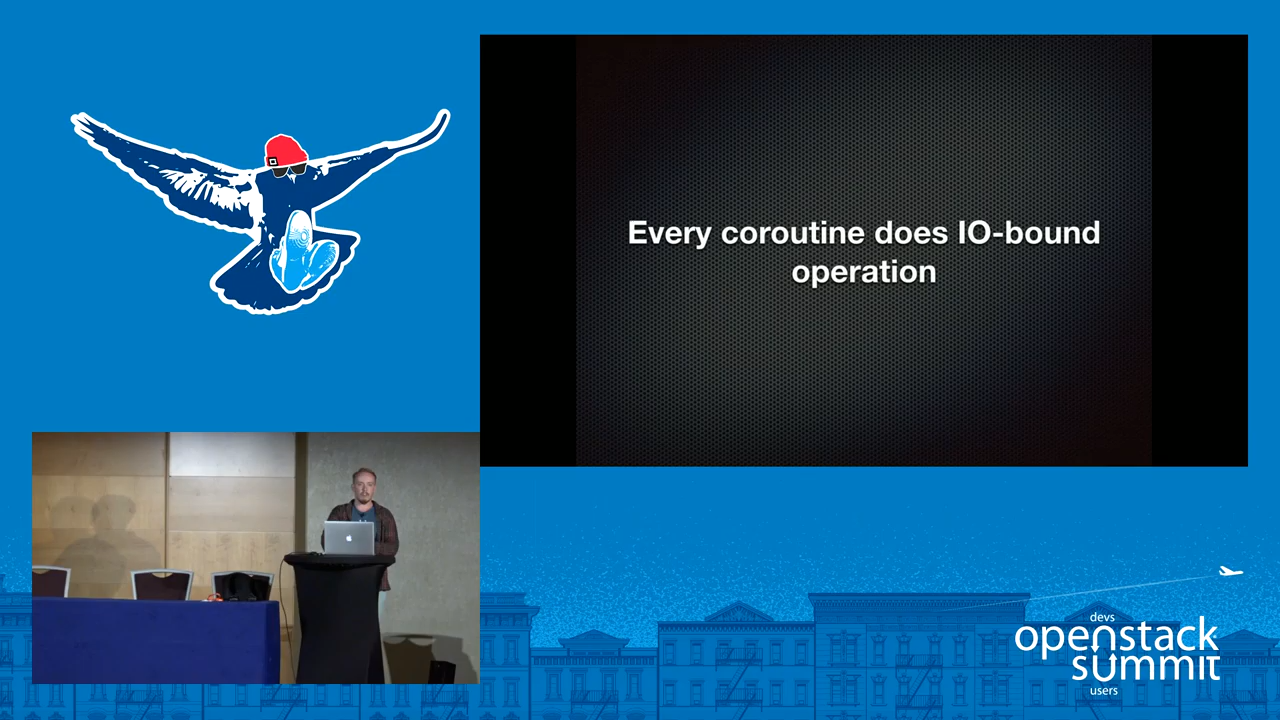 Every coroutine does IO-bound
operation
devs
openstack
summit
users